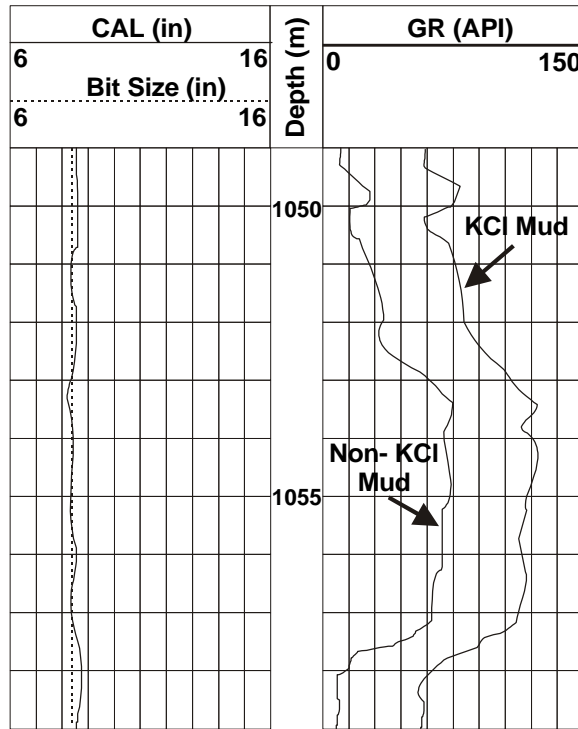 CAL (in)
6 16
Bit Size (in)
6 16
Depth (m)
GR (API)
0 150
1050
KCl Mud
Non- KCl
Mud
1055